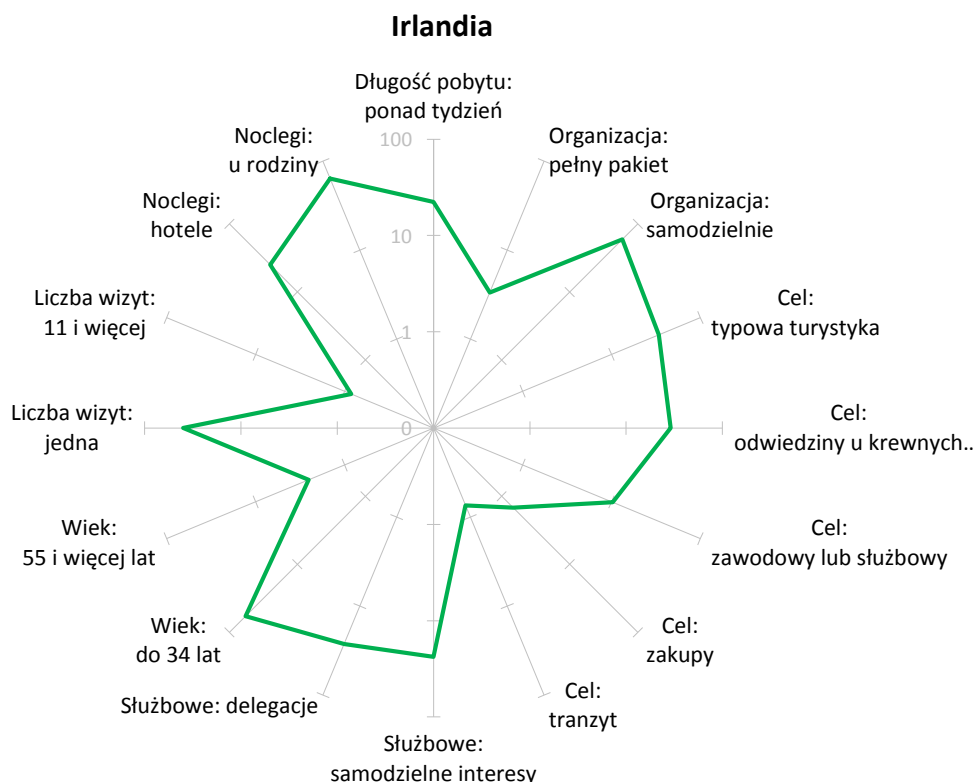 Irlandia
Długość pobytu:
ponad tydzień
Organizacja:
pełny pakiet
Organizacja:
samodzielnie
Cel:
typowa turystyka
Cel:
odwiedziny u krewnych..
Cel:
zawodowy lub służbowy
Cel:
zakupy
Cel:
tranzyt
Służbowe:
samodzielne interesy
Służbowe: delegacje
Wiek:
do 34 lat
Wiek:
55 i więcej lat
Liczba wizyt:
jedna
Liczba wizyt:
11 i więcej
Noclegi:
hotele
Noclegi:
u rodziny
100
10
1
0